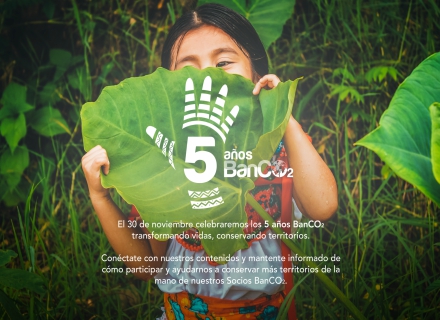 5 años
BanCO₂
El 30 de noviembre celebraremos los 5 años BanCO₂
transformando vidas, conservando territorios.
Conéctate con nuestros contenidos y mantente informado de
cómo participar y ayudarnos a conservar más territorios de la
mano de nuestros Socios BanCO₂.